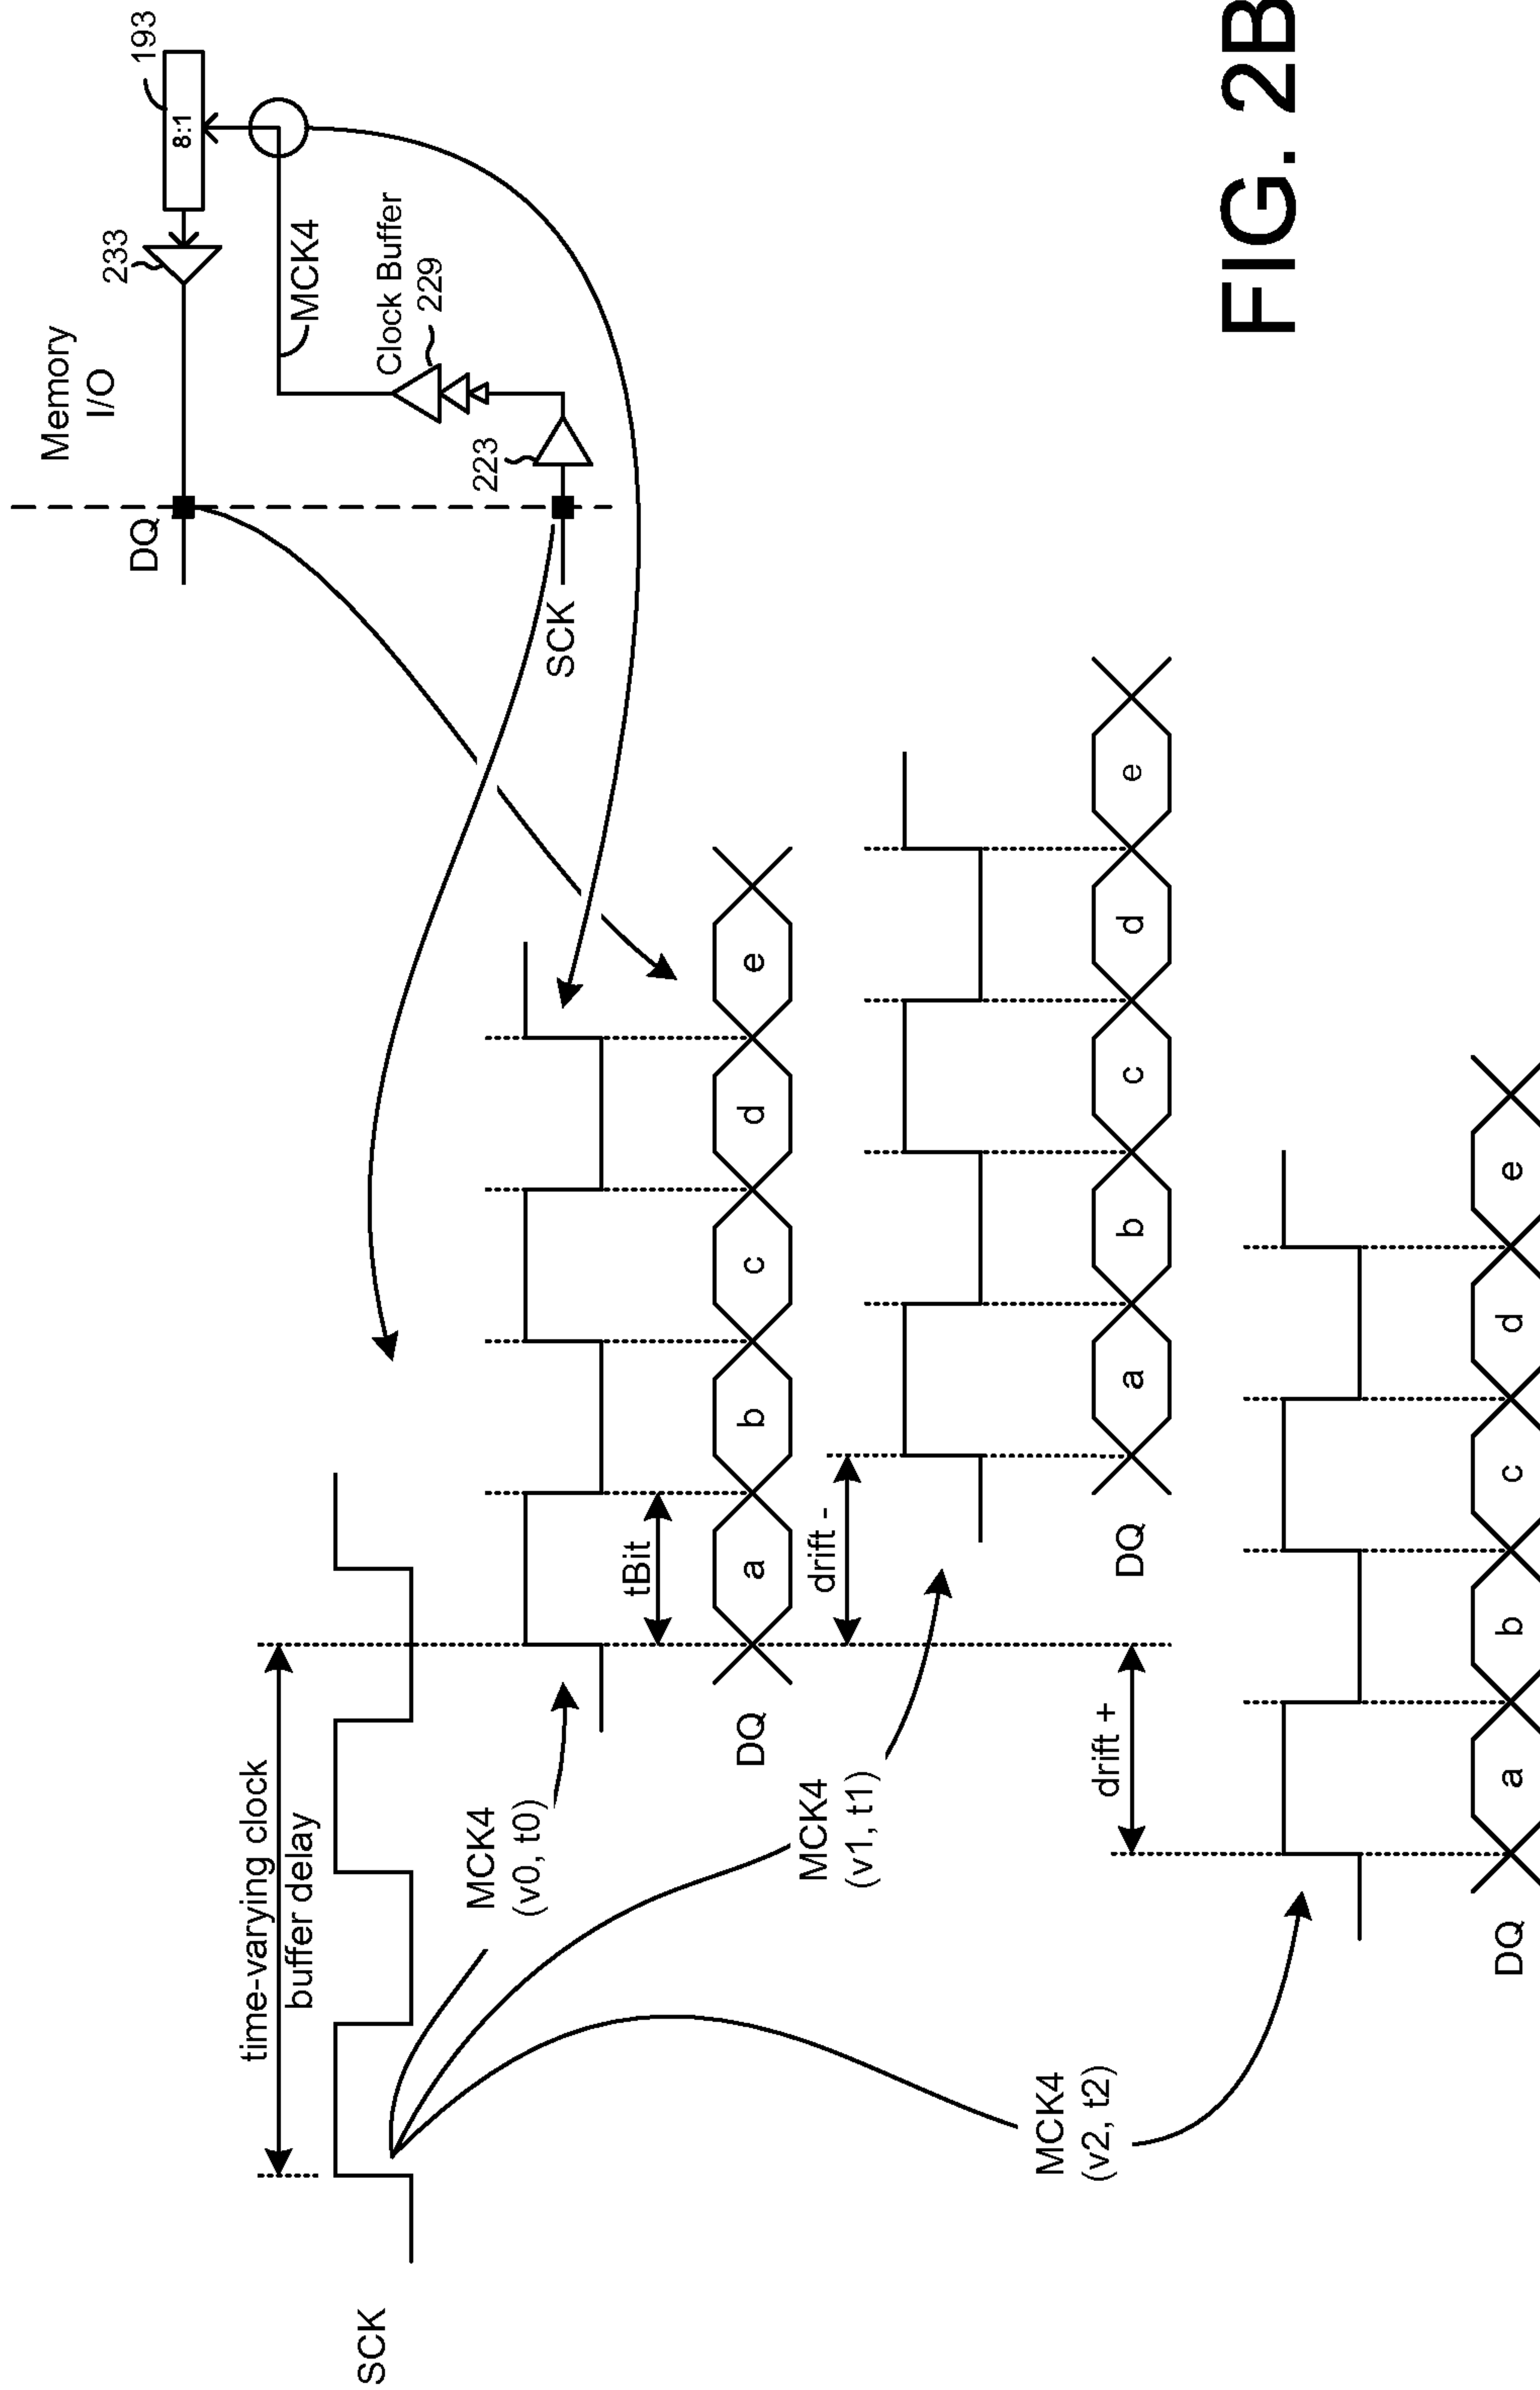 Memory
I/O
DQ
233
193
8:1
MCK4
Clock Buffer
229
223
SCK
time-varying clock
buffer delay
SCK
MCK4
(v0, t0)
tBit
DQ
a
b
c
d
e
drift -
MCK4
(v1, t1)
DQ
a
b
c
d
e
drift +
MCK4
(v2, t2)
DQ
a
b
c
d
e
FIG. 2B